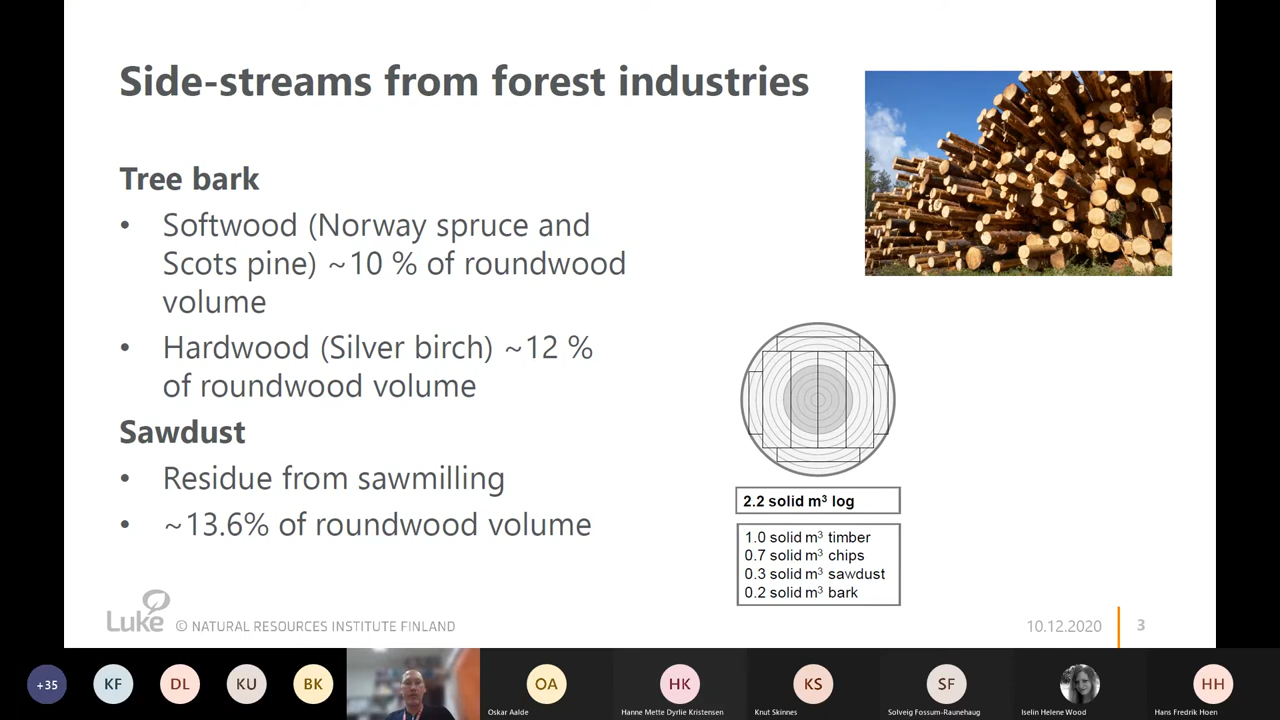 Side-streams from forest industries
Tree bark
• Softwood (Norway spruce and
Scots pine) ~10 % of roundwood
volume
• Hardwood (Silver birch) ~12 %
of roundwood volume
Sawdust
• Residue from sawmilling
• ~13.6% of roundwood volume
2.2 solid m³ log
1.0 solid m³ timber
0.7 solid m³ chips
0.3 solid m³ sawdust
0.2 solid m³ bark
Luke © NATURAL RESOURCES INSTITUTE FINLAND
10.12.2020 3
+35 KF DL KU BK OA HK KS SF HH
Oskar Aalde Hanne Mette Dyrlie Kristensen Knut Skinnes Solveig Fossum-Raunehaug Iselin Helene Wood Hans Fredrik Hoen